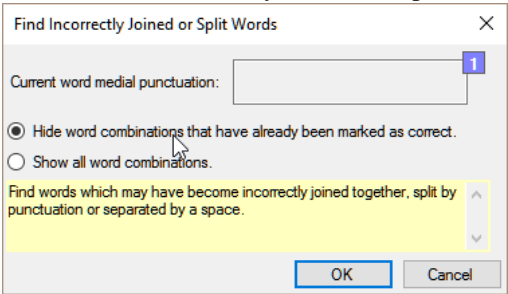 Find Incorrectly Joined or Split Words
1
Current word medial punctuation:
Hide word combinations that have already been marked as correct.
Show all word combinations.
Find words which may have become incorrectly joined together, split by
punctuation or separated by a space.
OK Cancel